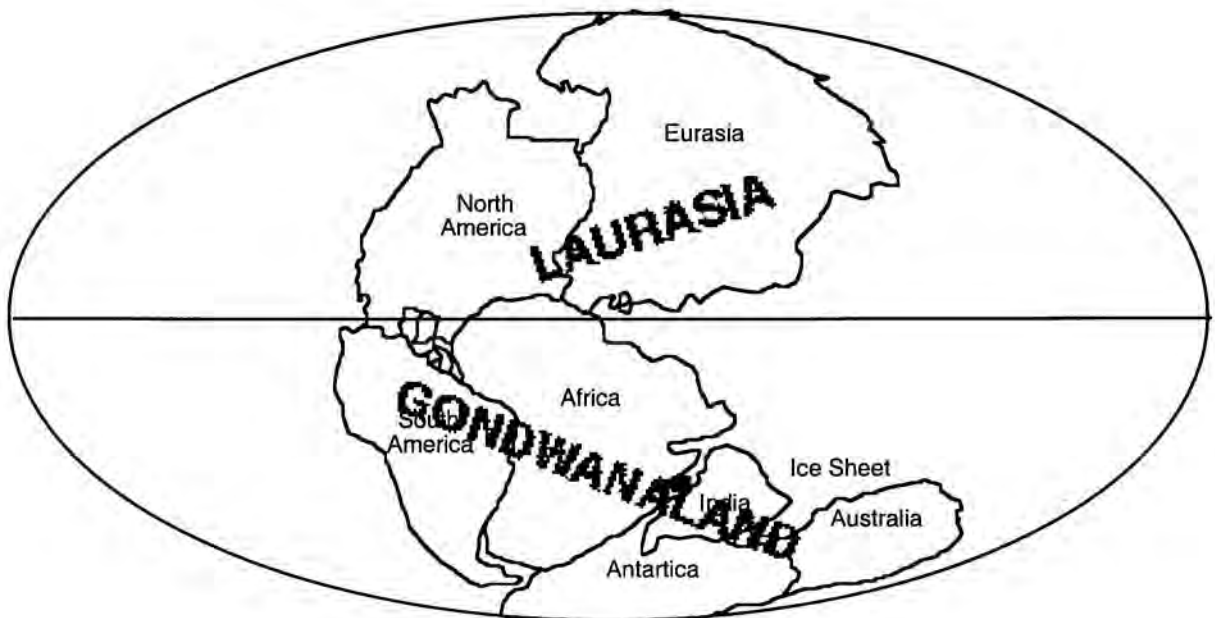 Eurasia
North
America
LAURASIA
Africa
GONDWANALAND
South
America
Ice Sheet
India
Australia
Antartica